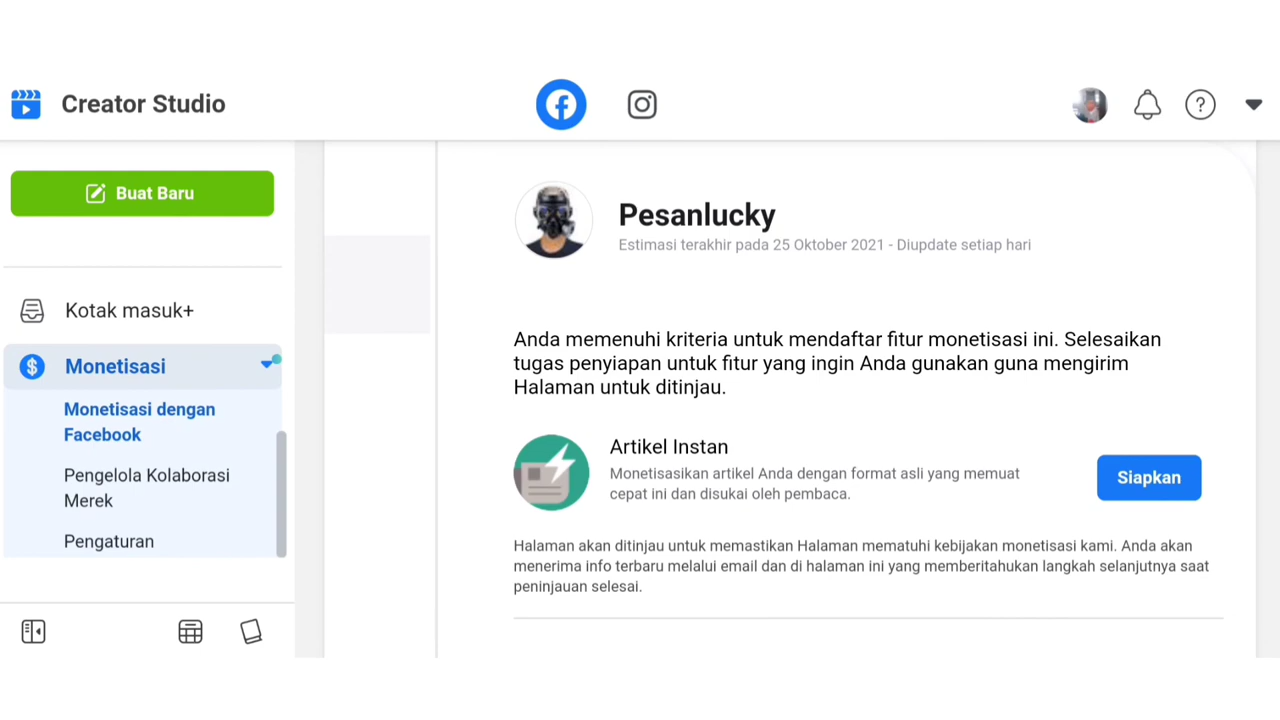 Creator Studio
Buat Baru
Kotak masuk+
Monetisasi
Monetisasi dengan
Facebook
Pengelola Kolaborasi
Merek
Pengaturan
Pesanlucky
Estimasi terakhir pada 25 Oktober 2021 - Diupdate setiap hari
Anda memenuhi kriteria untuk mendaftar fitur monetisasi ini. Selesaikan
tugas penyiapan untuk fitur yang ingin Anda gunakan guna mengirim
Halaman untuk ditinjau.
Artikel Instan
Monetisasikan artikel Anda dengan format asli yang memuat
cepat ini dan disukai oleh pembaca.
Siapkan
Halaman akan ditinjau untuk memastikan Halaman mematuhi kebijakan monetisasi kami. Anda akan
menerima info terbaru melalui email dan di halaman ini yang memberitahukan langkah selanjutnya saat
peninjauan selesai.